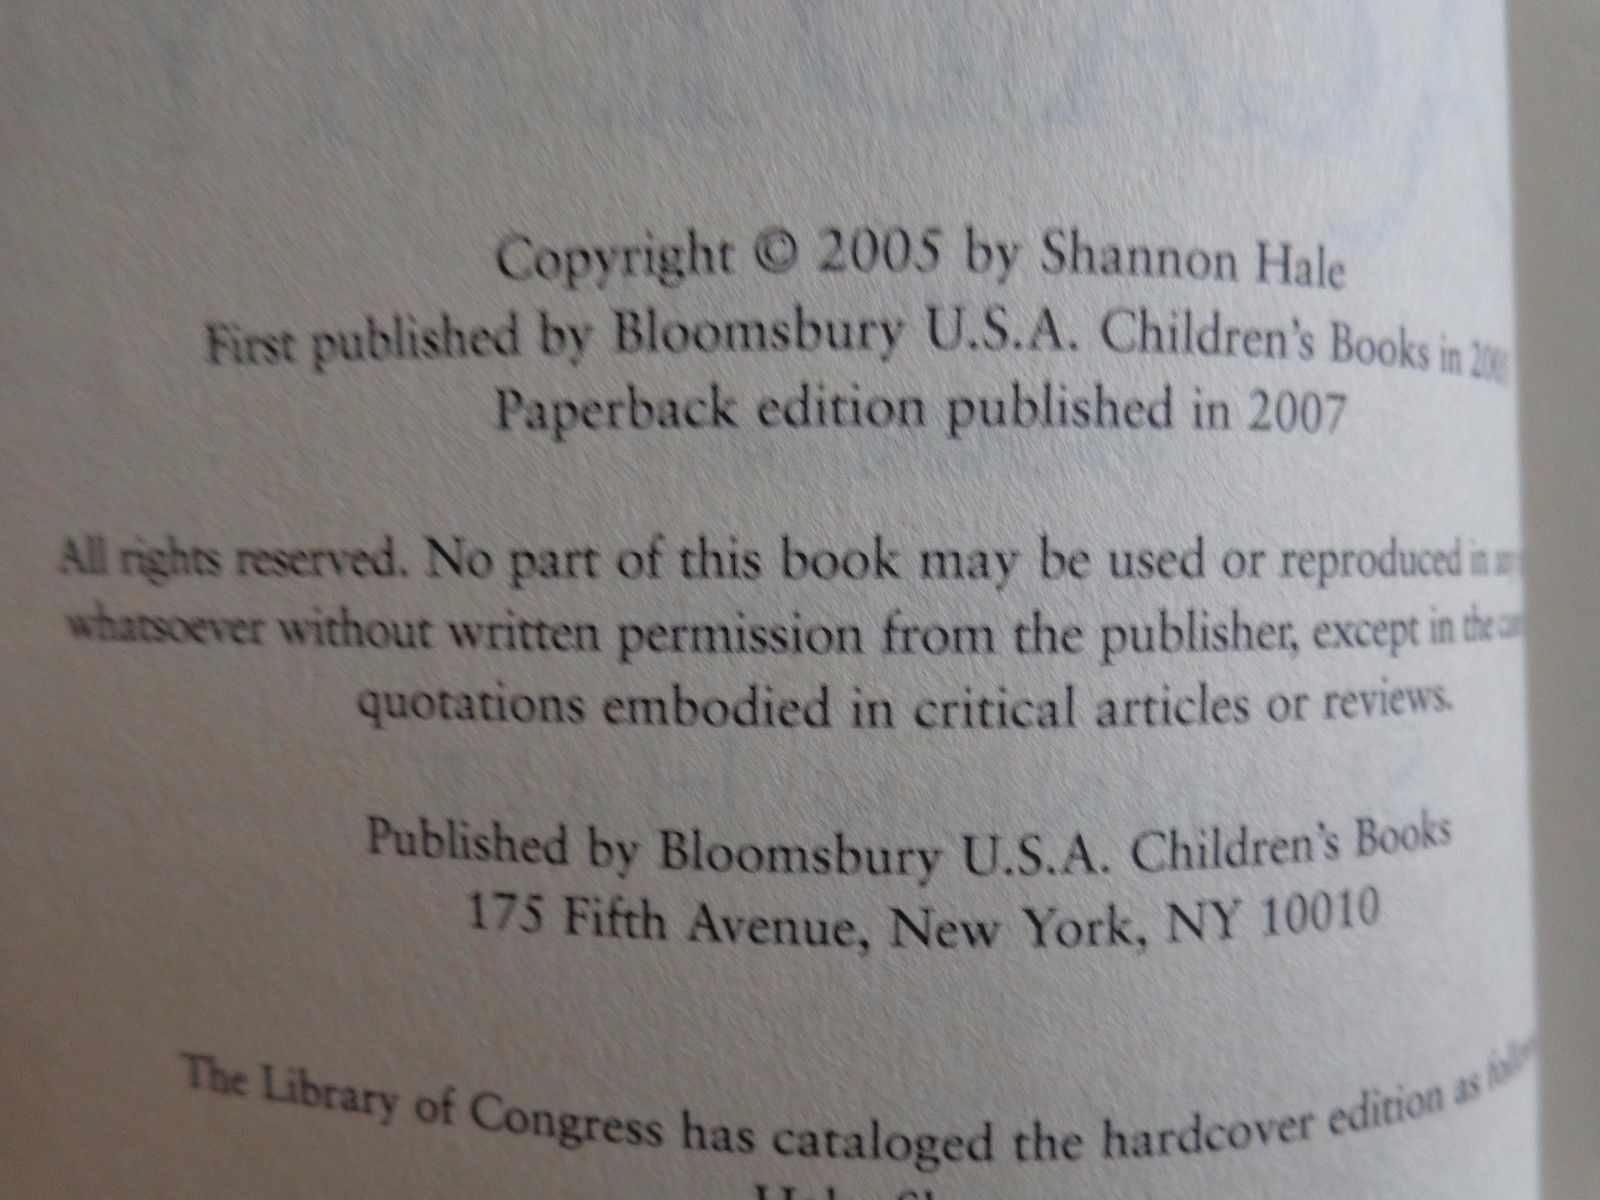 Copyright © 2005 by Shannon Hale
First published by Bloomsbury U.S.A. Children's Books in
Paperback edition published in 2007
All rights reserved. No part of this book may be used or reproduced in
whatsoever without written permission from the publisher, except in the
quotations embodied in critical articles or reviews.
Published by Bloomsbury U.S.A. Children's Books
175 Fifth Avenue, New York, NY 10010
The Library of Congress has cataloged the hardcover edition as